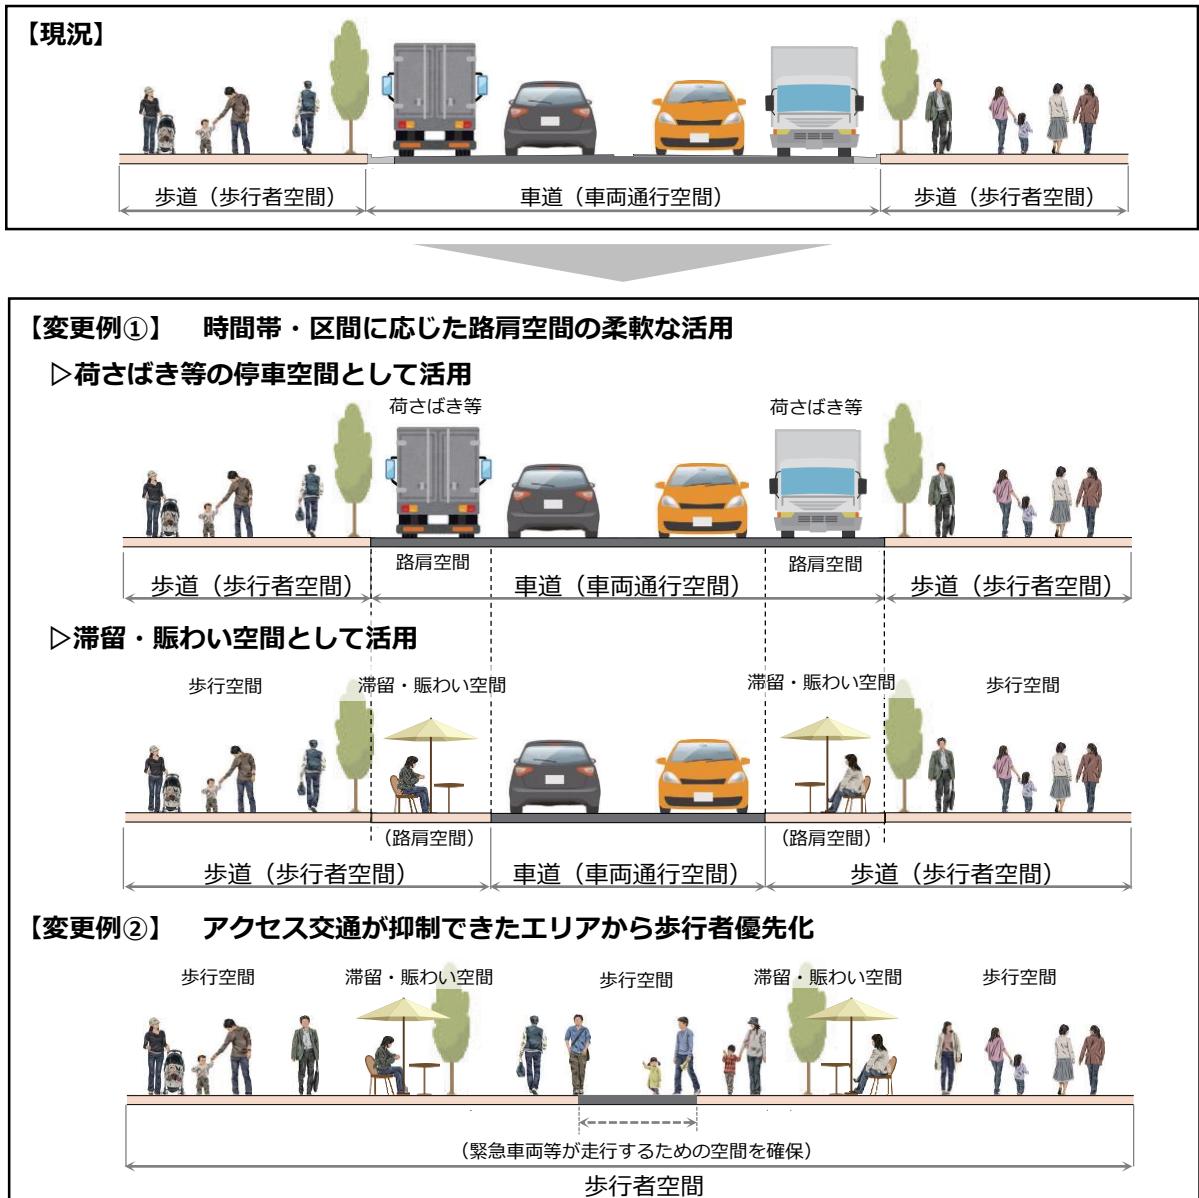 【現況】
歩道（歩行者空間） 車道（車両通行空間） 歩道（歩行者空間）
【変更例①】 時間帯・区間に応じた路肩空間の柔軟な活用
▷荷さばき等の停車空間として活用
荷さばき等 荷さばき等
路肩空間 路肩空間
歩道（歩行者空間） 車道（車両通行空間） 歩道（歩行者空間）
▷滞留・賑わい空間として活用
歩行空間 滞留・賑わい空間 滞留・賑わい空間 歩行空間
（路肩空間） （路肩空間）
歩道（歩行者空間） 車道（車両通行空間） 歩道（歩行者空間）
【変更例②】 アクセス交通が抑制できたエリアから歩行者優先化
歩行空間 滞留・賑わい空間 歩行空間 滞留・賑わい空間 歩行空間
（緊急車両等が走行するための空間を確保）
歩行者空間